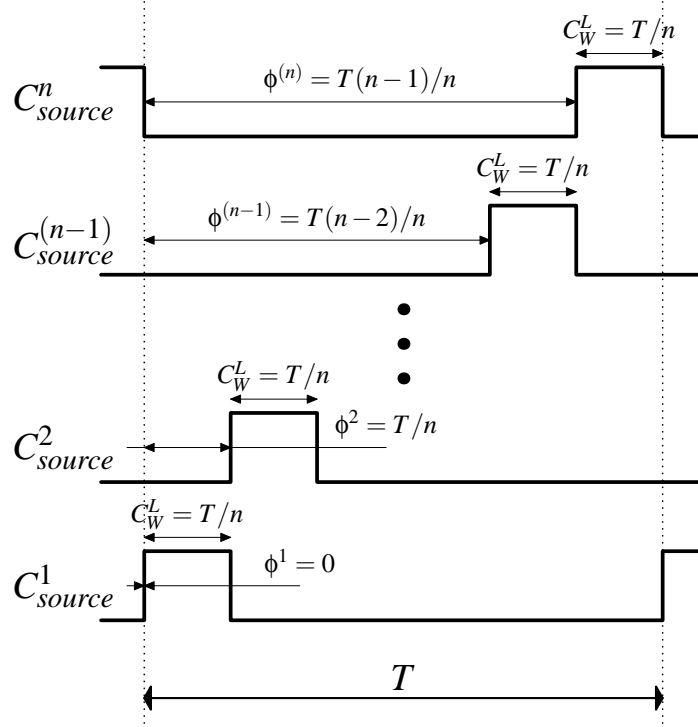 C_W^L = T/n
C_source^n
ϕ^(n) = T(n−1)/n
C_W^L = T/n
C_source^(n−1)
ϕ^(n−1) = T(n−2)/n
C_W^L = T/n
C_source^2
ϕ^2 = T/n
C_W^L = T/n
C_source^1
ϕ^1 = 0
T